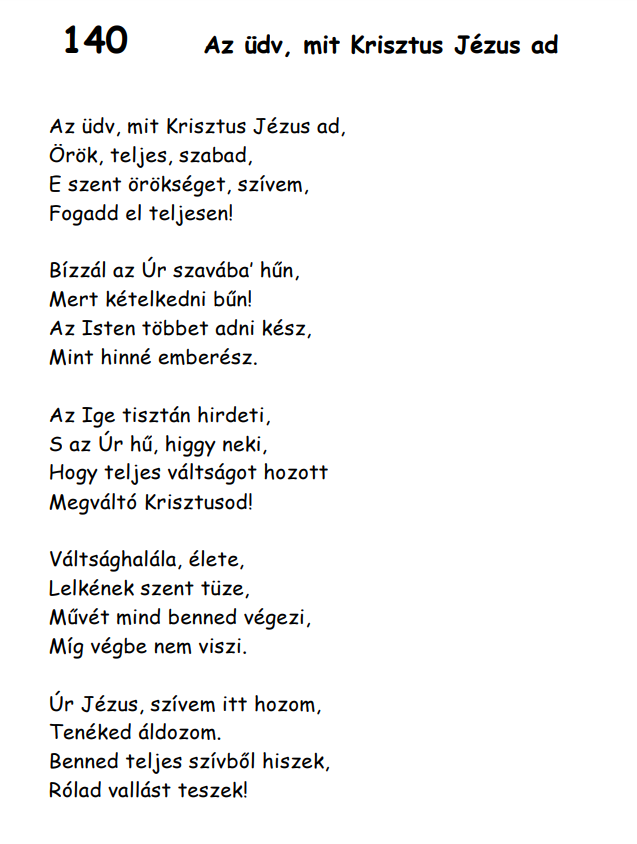 140 Az üdv, mit Krisztus Jézus ad
Az üdv, mit Krisztus Jézus ad,
Örök, teljes, szabad,
E szent örökséget, szívem,
Fogadd el teljesen!
Bízzál az Úr szavába’ hűn,
Mert kételkedni bűn!
Az Isten többet adni kész,
Mint hinné emberész.
Az Ige tisztán hirdeti,
S az Úr hű, higgy neki,
Hogy teljes váltságot hozott
Megváltó Krisztusod!
Váltsághalála, élete,
Lelkének szent tüze,
Művét mind benned végezi,
Míg végbe nem viszi.
Úr Jézus, szívem itt hozom,
Tenéked áldozom.
Benned teljes szívből hiszek,
Rólad vallást teszek!